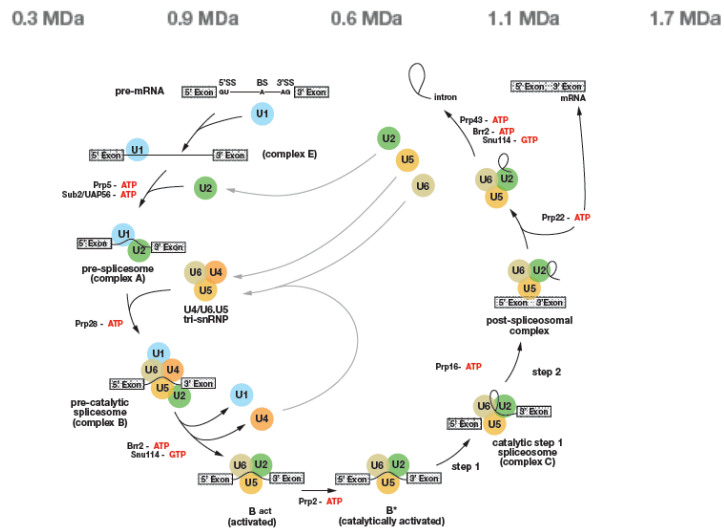 0.3 MDa 0.9 MDa 0.6 MDa 1.1 MDa 1.7 MDa
pre-mRNA
5'SS BS 3'SS
5' Exon GU A AG 3' Exon
U1
5' Exon U1 3' Exon
(complex E)
Prp5 - ATP
Sub2/UAP56 - ATP
U2
U1
5' Exon U2 3' Exon
pre-splicesome
(complex A)
U6 U4
U5
U4/U6.U5
tri-snRNP
Prp28 - ATP
U1
U6 U4
5' Exon U5 3' Exon
U2
pre-catalytic
splicesome
(complex B)
U1
U4
Brr2 - ATP
Snu114 - GTP
U6 U2
5' Exon U5 3' Exon
B act
(activated)
Prp2 - ATP
U6 U2
5' Exon U5 3' Exon
B*
(catalytically activated)
step 1
U6 U2
5' Exon U5 3' Exon
catalytic step 1
spliceosome
(complex C)
Prp16- ATP
step 2
U6 U2
U5
5' Exon 3'Exon
post-spliceosomal
complex
Prp22 - ATP
U6 U2
U5
5' Exon 3' Exon
mRNA
Prp43 - ATP
Brr2 - ATP
Snu114 - GTP
intron
U2
U5
U6